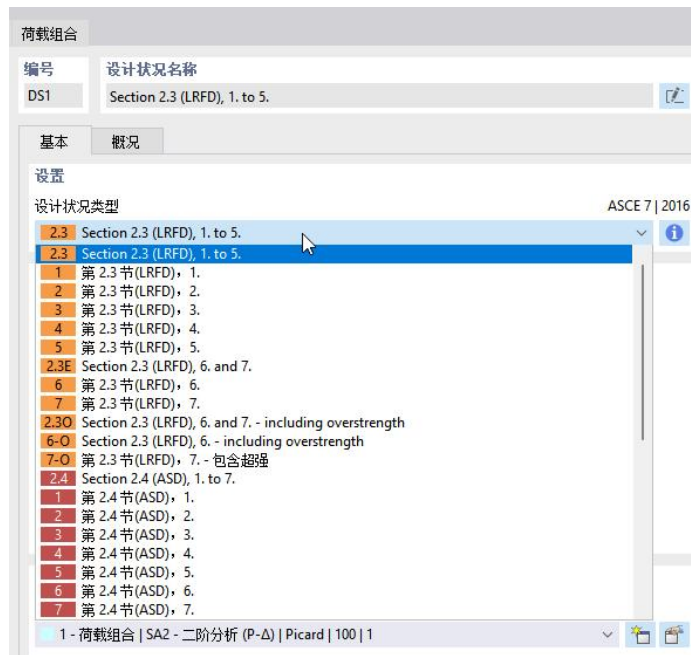 荷载组合
编号 设计状况名称
DS1 Section 2.3 (LRFD), 1. to 5.
基本 概况
设置
设计状况类型 ASCE 7 | 2016
2.3 Section 2.3 (LRFD), 1. to 5.
2.3 Section 2.3 (LRFD), 1. to 5.
1 第 2.3 节(LRFD)，1.
2 第 2.3 节(LRFD)，2.
3 第 2.3 节(LRFD)，3.
4 第 2.3 节(LRFD)，4.
5 第 2.3 节(LRFD)，5.
2.3E Section 2.3 (LRFD), 6. and 7.
6 第 2.3 节(LRFD)，6.
7 第 2.3 节(LRFD)，7.
2.3O Section 2.3 (LRFD), 6. and 7. - including overstrength
6-O Section 2.3 (LRFD), 6. - including overstrength
7-O 第 2.3 节(LRFD)，7. - 包含超强
2.4 Section 2.4 (ASD), 1. to 7.
1 第 2.4 节(ASD)，1.
2 第 2.4 节(ASD)，2.
3 第 2.4 节(ASD)，3.
4 第 2.4 节(ASD)，4.
5 第 2.4 节(ASD)，5.
6 第 2.4 节(ASD)，6.
7 第 2.4 节(ASD)，7.
1 - 荷载组合 | SA2 - 二阶分析 (P-Δ) | Picard | 100 | 1